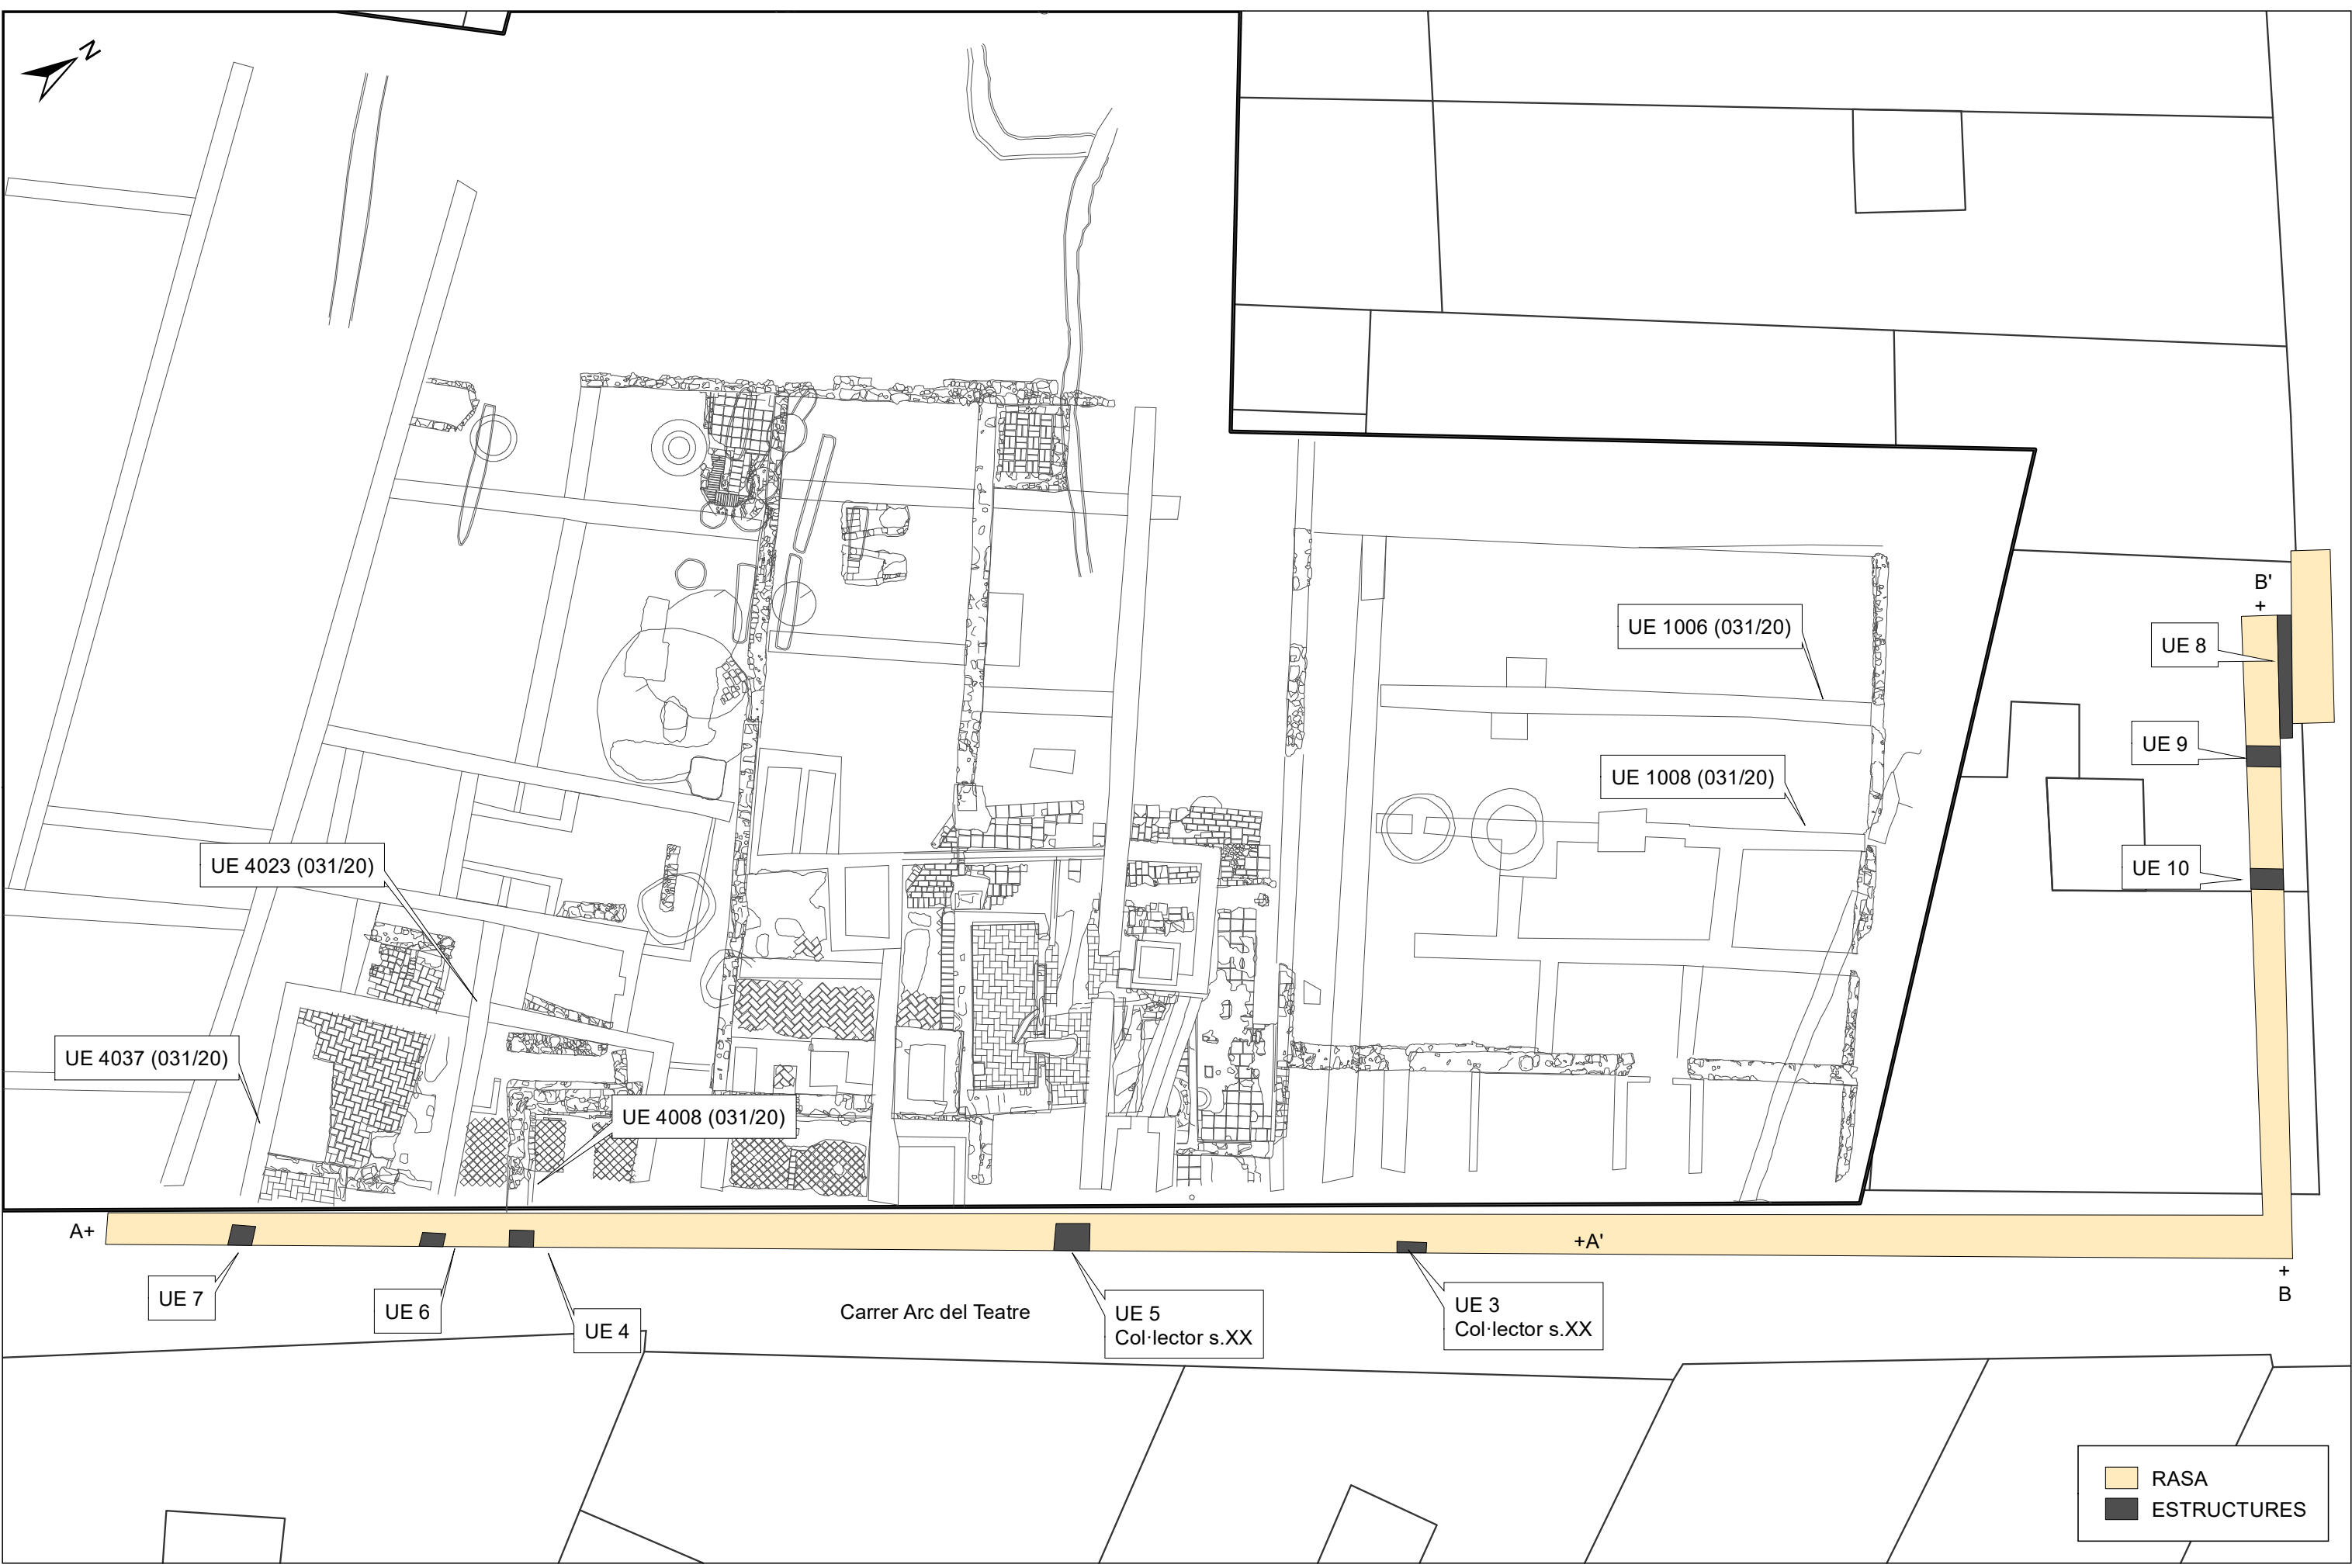 N
UE 1006 (031/20)
B'
+
UE 8
UE 9
UE 1008 (031/20)
UE 4023 (031/20)
UE 10
UE 4037 (031/20)
UE 4008 (031/20)
A+
+A'
+
B
UE 7
UE 6
UE 4
Carrer Arc del Teatre
UE 5
Col·lector s.XX
UE 3
Col·lector s.XX
RASA
ESTRUCTURES